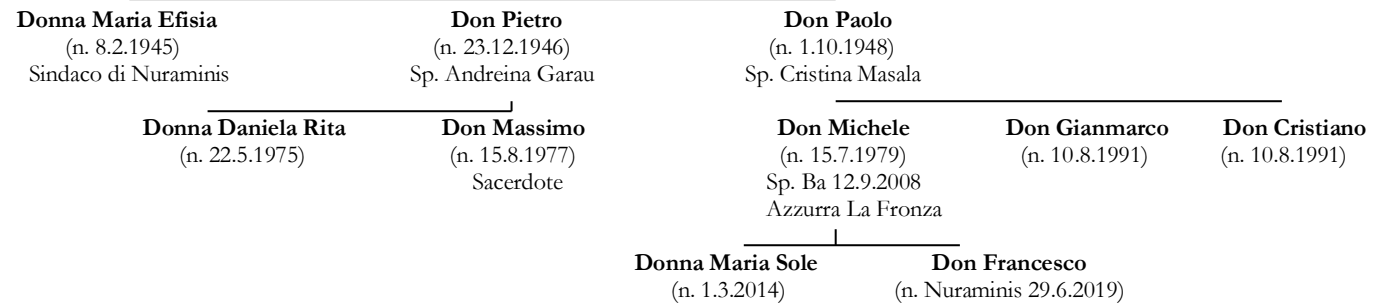 Donna Maria Efisia Don Pietro Don Paolo
(n. 8.2.1945) (n. 23.12.1946) (n. 1.10.1948)
Sindaco di Nuraminis Sp. Andreina Garau Sp. Cristina Masala
Donna Daniela Rita Don Massimo Don Michele Don Gianmarco Don Cristiano
(n. 22.5.1975) (n. 15.8.1977) (n. 15.7.1979) (n. 10.8.1991) (n. 10.8.1991)
Sacerdote Sp. Ba 12.9.2008
Azzurra La Fronza
Donna Maria Sole Don Francesco
(n. 1.3.2014) (n. Nuraminis 29.6.2019)